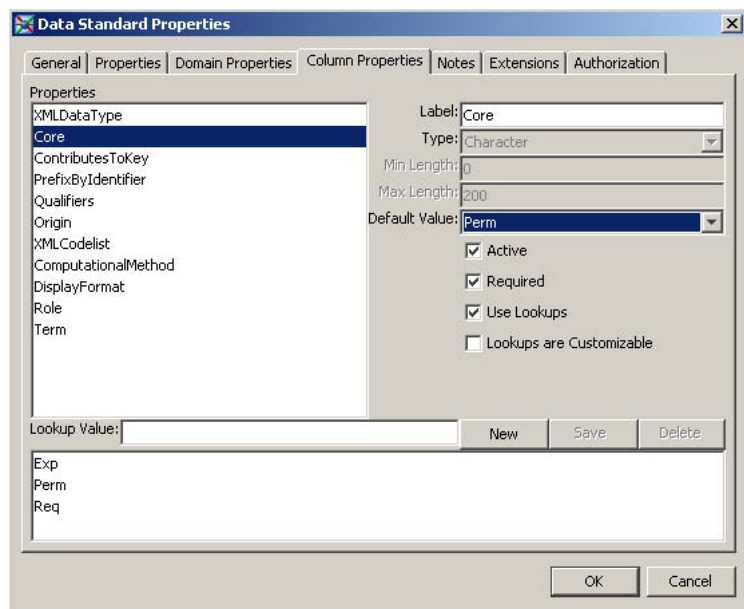 Data Standard Properties
General Properties Domain Properties Column Properties Notes Extensions Authorization
Properties
XMLDataType
Core
ContributesToKey
PrefixByIdentifier
Qualifiers
Origin
XMLCodelist
ComputationalMethod
DisplayFormat
Role
Term
Label: Core
Type: Character
Min Length: 0
Max Length: 200
Default Value: Perm
Active
Required
Use Lookups
Lookups are Customizable
Lookup Value: New Save Delete
Exp
Perm
Req
OK Cancel